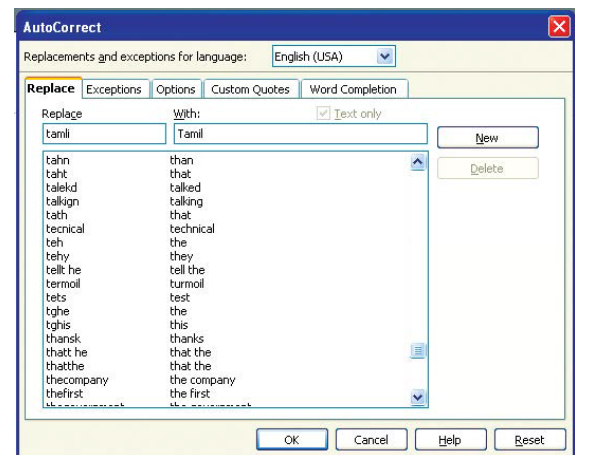 AutoCorrect
Replacements and exceptions for language: English (USA)
Replace Exceptions Options Custom Quotes Word Completion
Replace With: Text only
tamli Tamil New
Delete
tahn than
taht that
talekd talked
talkign talking
tath that
tecnical technical
teh the
tehy they
tellt he tell the
termoil turmoil
tets test
tghe the
tghis this
thansk thanks
thatt he that the
thatthe that the
thecompany the company
thefirst the first
thegovernment the government
OK Cancel Help Reset